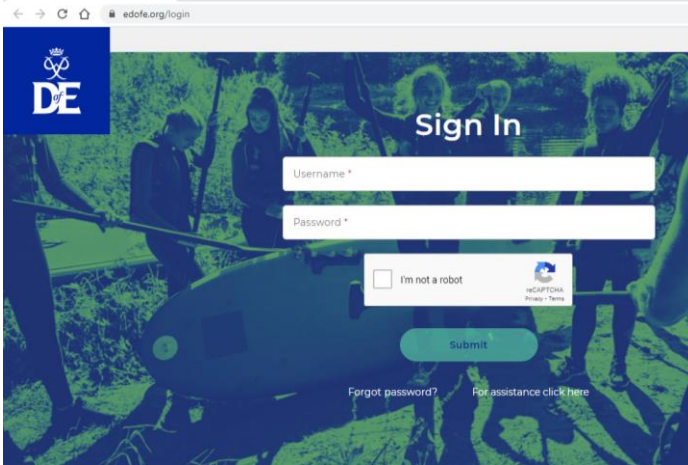 edofe.org/login
DofE
Sign In
Username *
Password *
I'm not a robot
reCAPTCHA
Privacy - Terms
Submit
Forgot password? For assistance click here